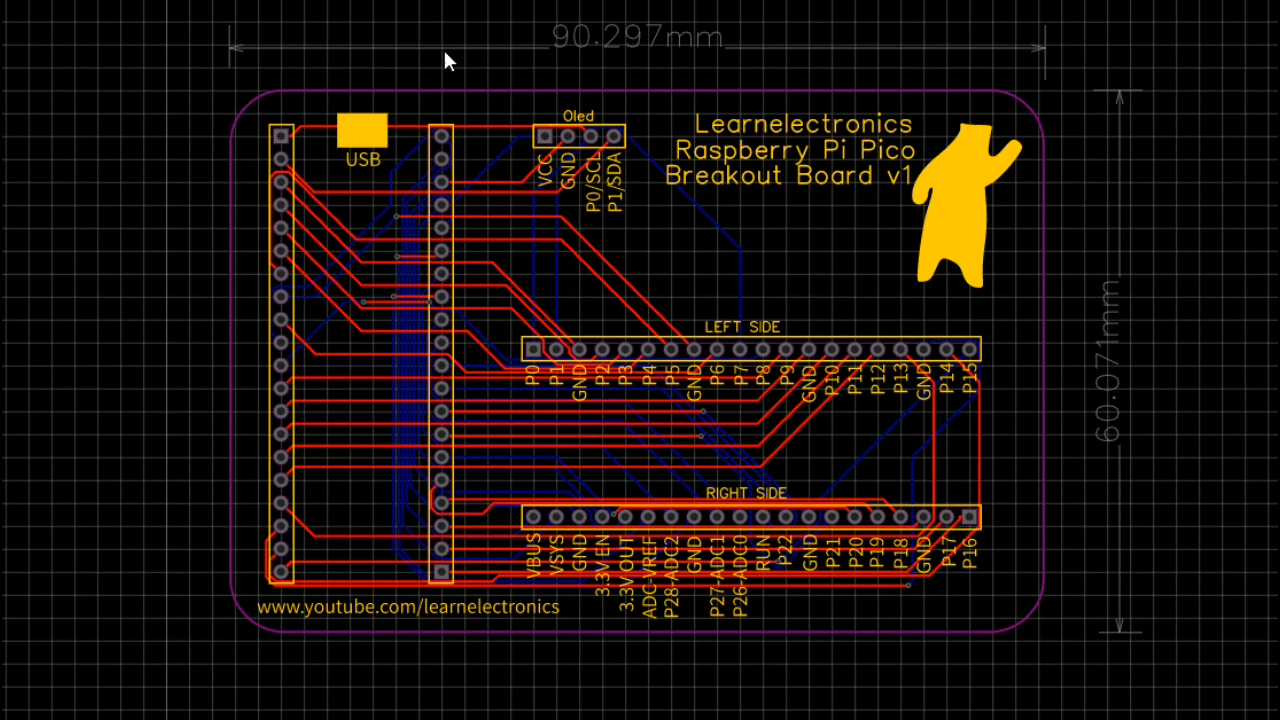 90.297mm
Oled
Learnelectronics
Raspberry Pi Pico
Breakout Board v1
USB
VCC
GND
P0/SCL
P1/SDA
60.071mm
LEFT SIDE
P0
P1
GND
P2
P3
P4
P5
GND
P6
P7
P8
P9
GND
P10
P11
P12
P13
GND
P14
P15
RIGHT SIDE
VBUS
VSYS
GND
3.3V EN
3.3V OUT
ADC-VREF
P28-ADC2
GND
P27-ADC1
P26-ADC0
RUN
P22
GND
P21
P20
P19
P18
GND
P17
P16
www.youtube.com/learnelectronics